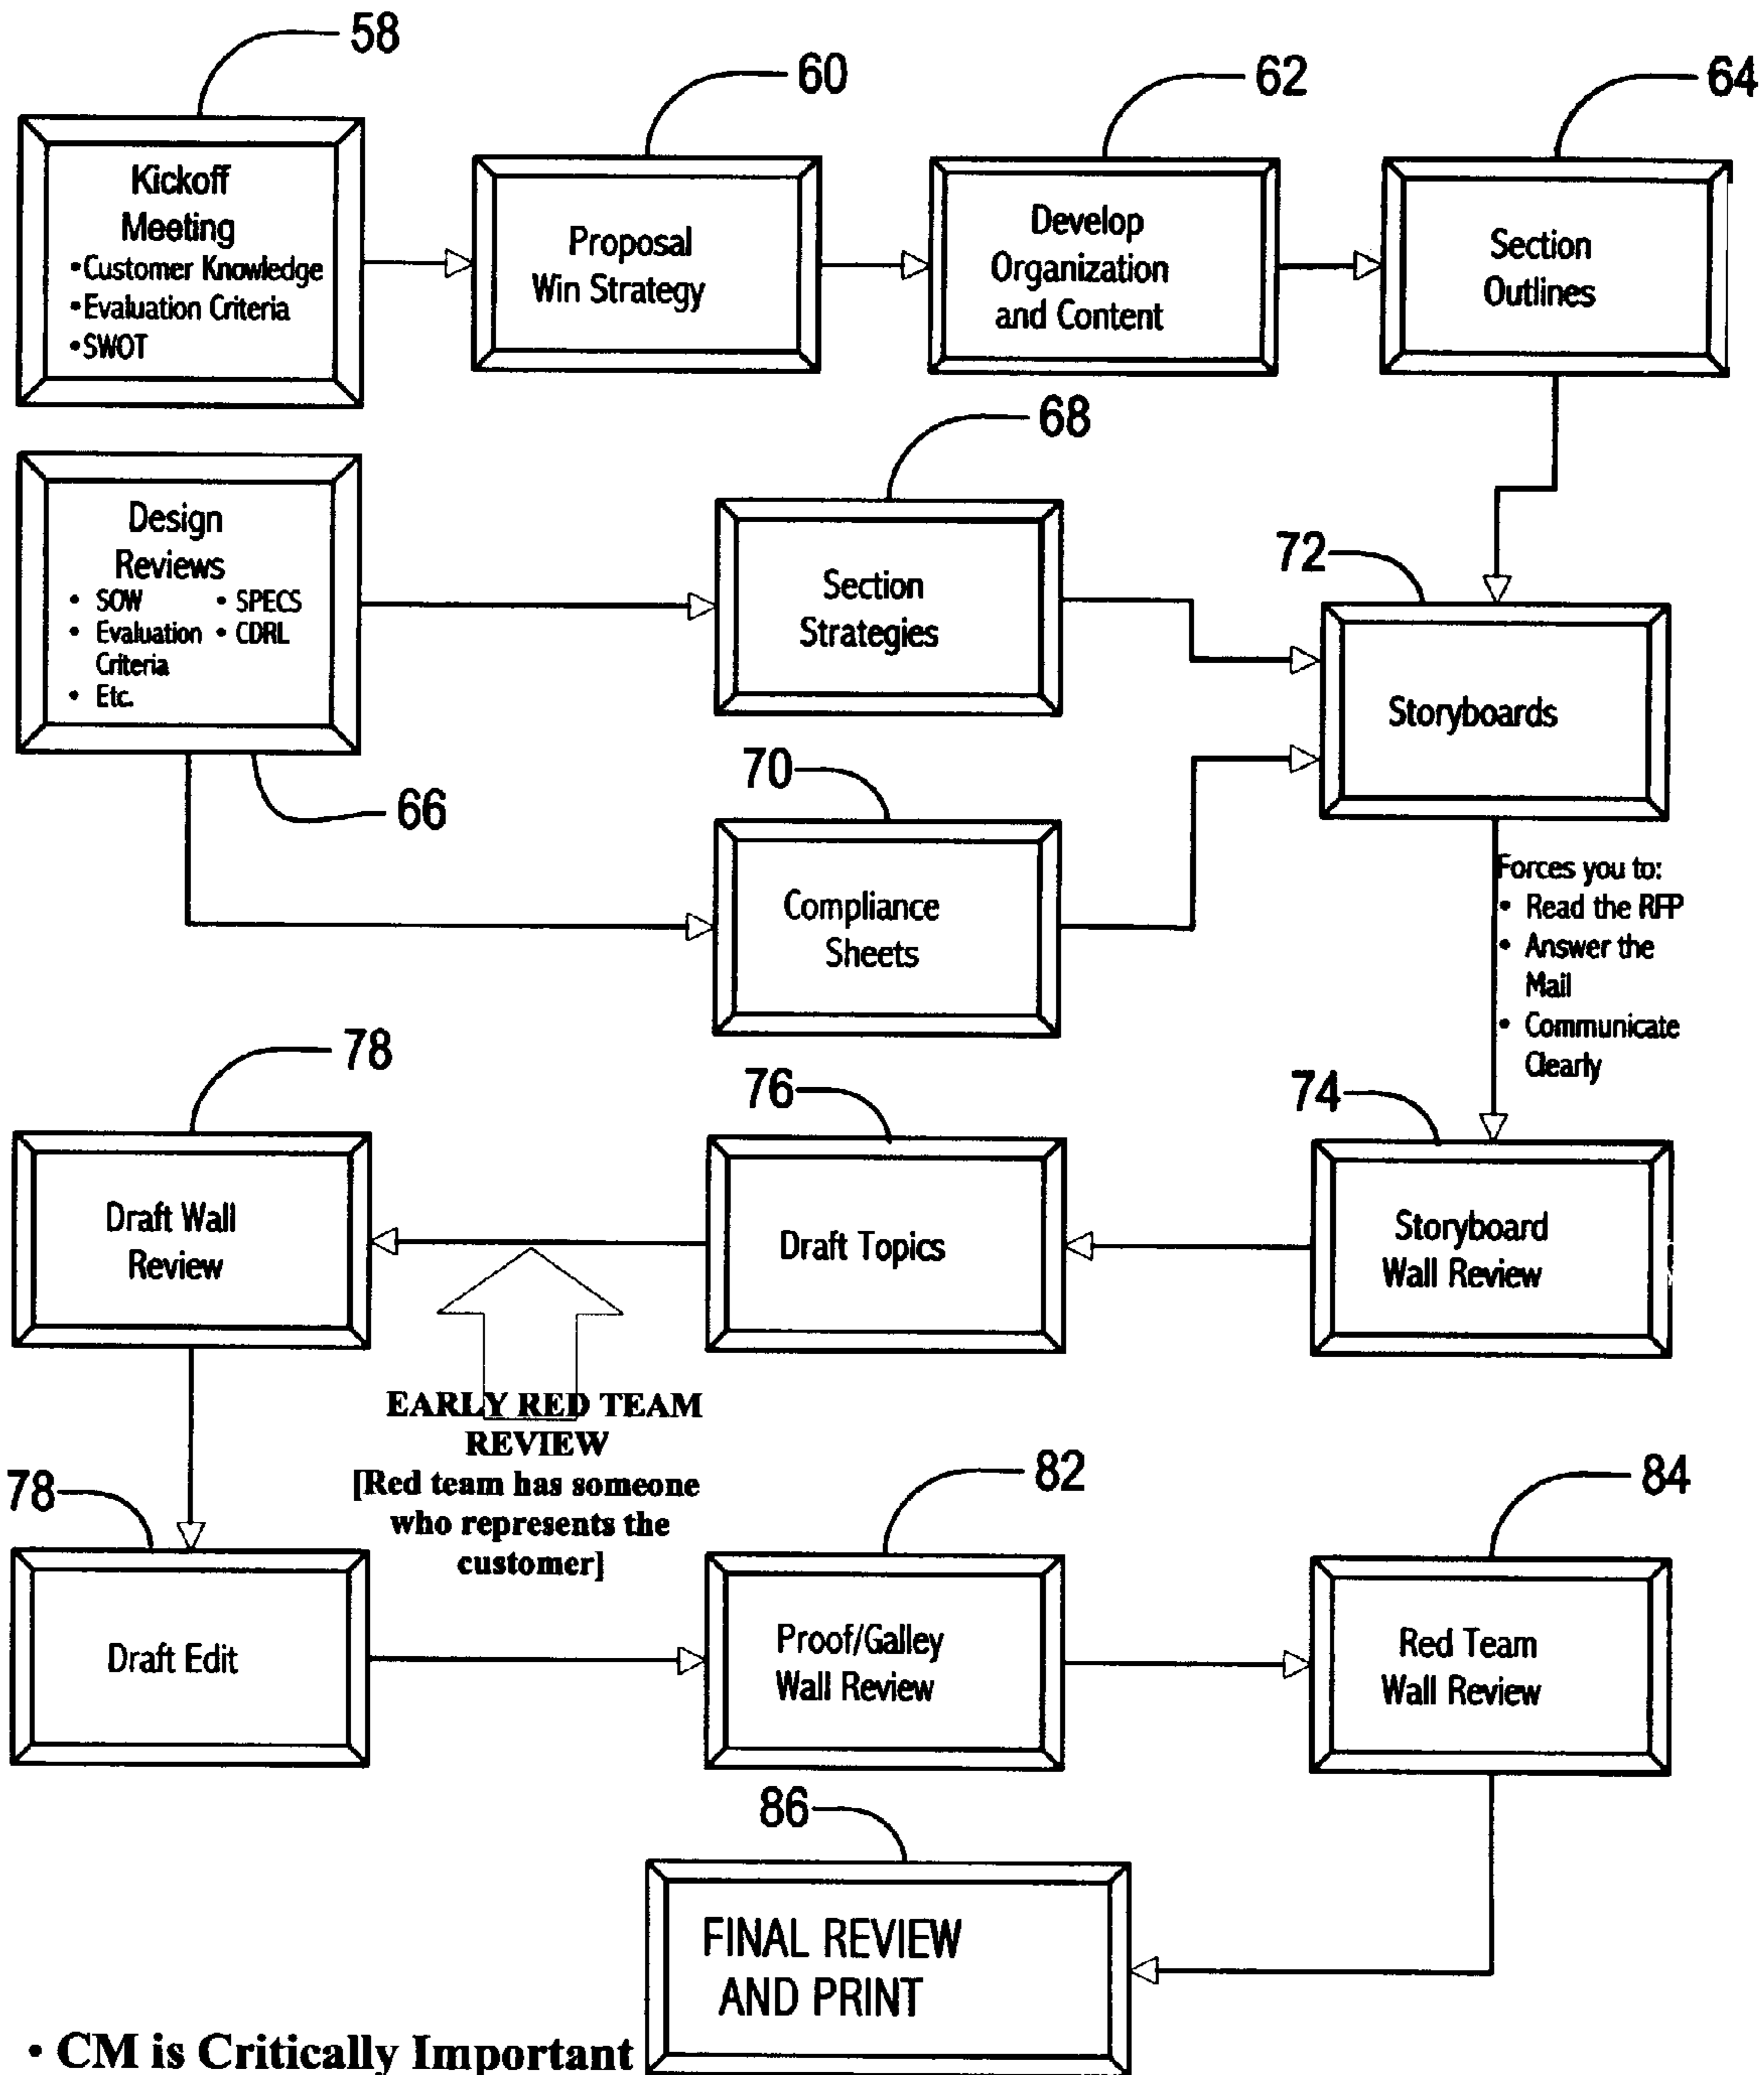 58
60
62
64
Kickoff
Meeting
•Customer Knowledge
•Evaluation Criteria
•SWOT
Proposal
Win Strategy
Develop
Organization
and Content
Section
Outlines
68
Design
Reviews
• SOW • SPECS
• Evaluation • CDRL
Criteria
• Etc.
66
Section
Strategies
72
Storyboards
70
Compliance
Sheets
Forces you to:
• Read the RFP
• Answer the
Mail
• Communicate
Clearly
78
76
74
Draft Wall
Review
Draft Topics
Storyboard
Wall Review
EARLY RED TEAM
REVIEW
[Red team has someone
who represents the
customer]
78
82
84
Draft Edit
Proof/Galley
Wall Review
Red Team
Wall Review
86
FINAL REVIEW
AND PRINT
• CM is Critically Important